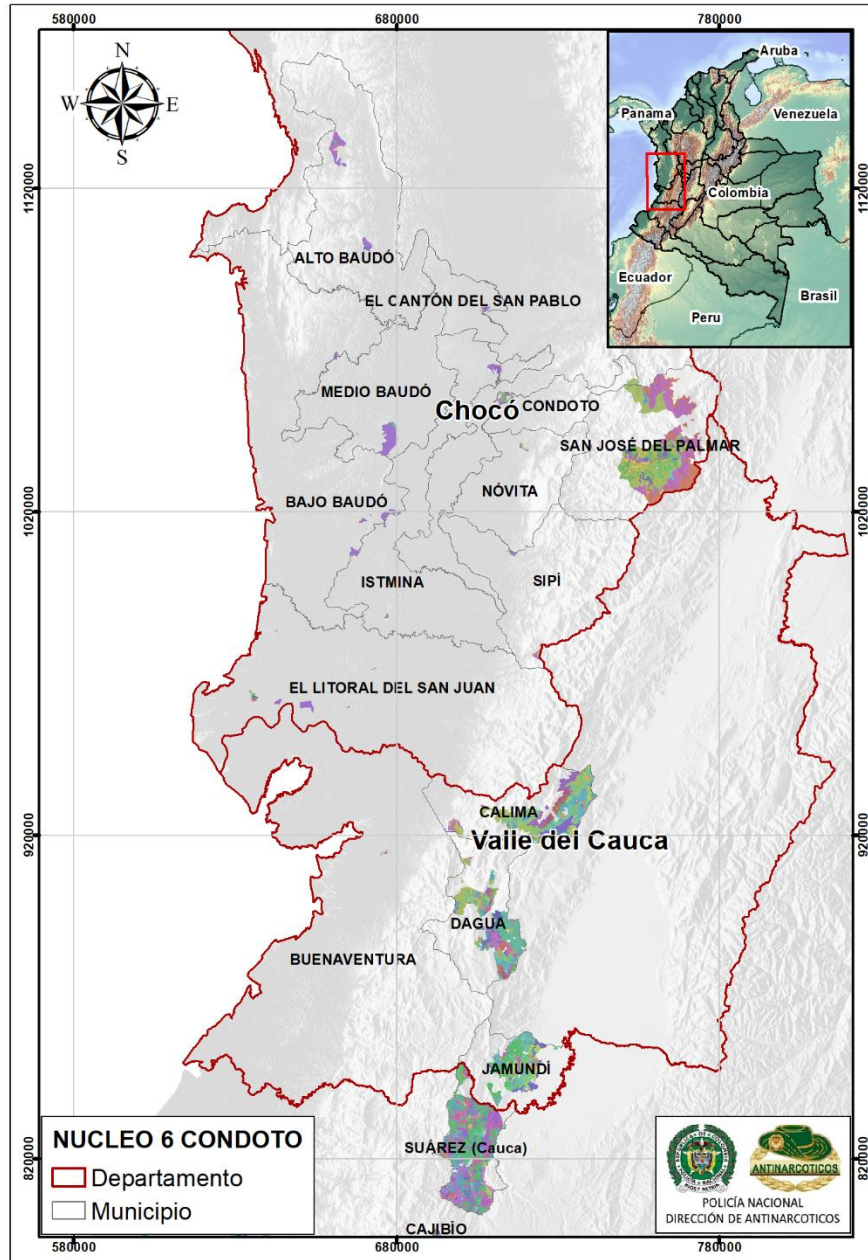 580000
680000
780000
N
W E
S
Aruba
Panama
Venezuela
Colombia
Ecuador
Brasil
Peru
1120000
1120000
ALTO BAUDÓ
EL CANTÓN DEL SAN PABLO
MEDIO BAUDÓ
Chocó
CONDOTO
SAN JOSÉ DEL PALMAR
NÓVITA
BAJO BAUDÓ
1020000
1020000
ISTMINA
SIPÍ
EL LITORAL DEL SAN JUAN
CALIMA
Valle del Cauca
920000
920000
DAGUA
BUENAVENTURA
JAMUNDÍ
NUCLEO 6 CONDOTO
Departamento
Municipio
SUÁREZ (Cauca)
CAJIBÍO
820000
820000
ANTINARCOTICOS
POLICÍA NACIONAL
DIRECCIÓN DE ANTINARCOTICOS
580000
680000
780000